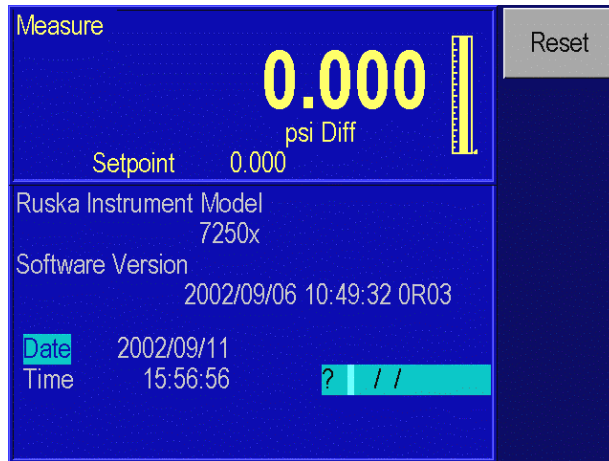 Measure
Reset
0.000
psi Diff
Setpoint 0.000
Ruska Instrument Model
7250x
Software Version
2002/09/06 10:49:32 0R03
Date 2002/09/11
Time 15:56:56 ? / /